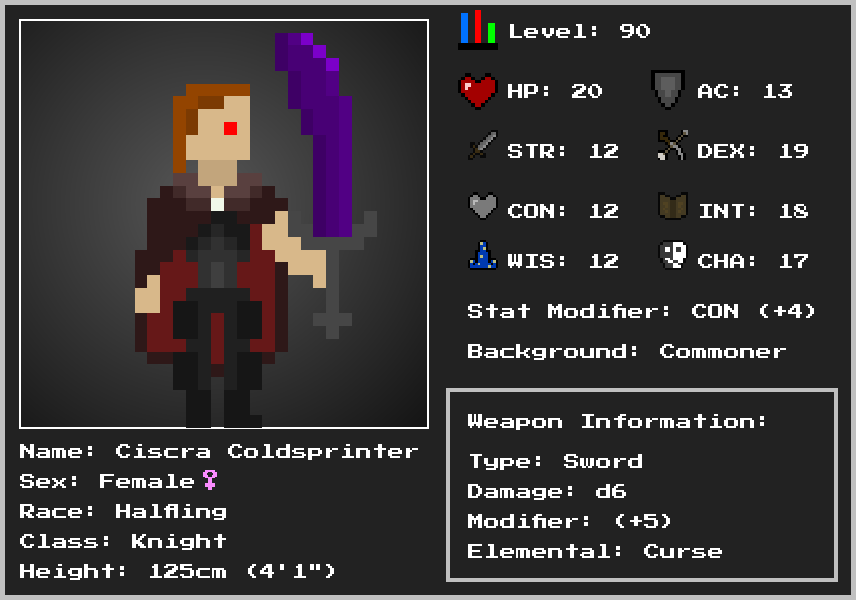 Level: 90
HP: 20 AC: 13
STR: 12 DEX: 19
CON: 12 INT: 18
WIS: 12 CHA: 17
Stat Modifier: CON (+4)
Background: Commoner
Weapon Information:
Type: Sword
Damage: d6
Modifier: (+5)
Elemental: Curse
Name: Ciscra Coldsprinter
Sex: Female♀
Race: Halfling
Class: Knight
Height: 125cm (4'1")